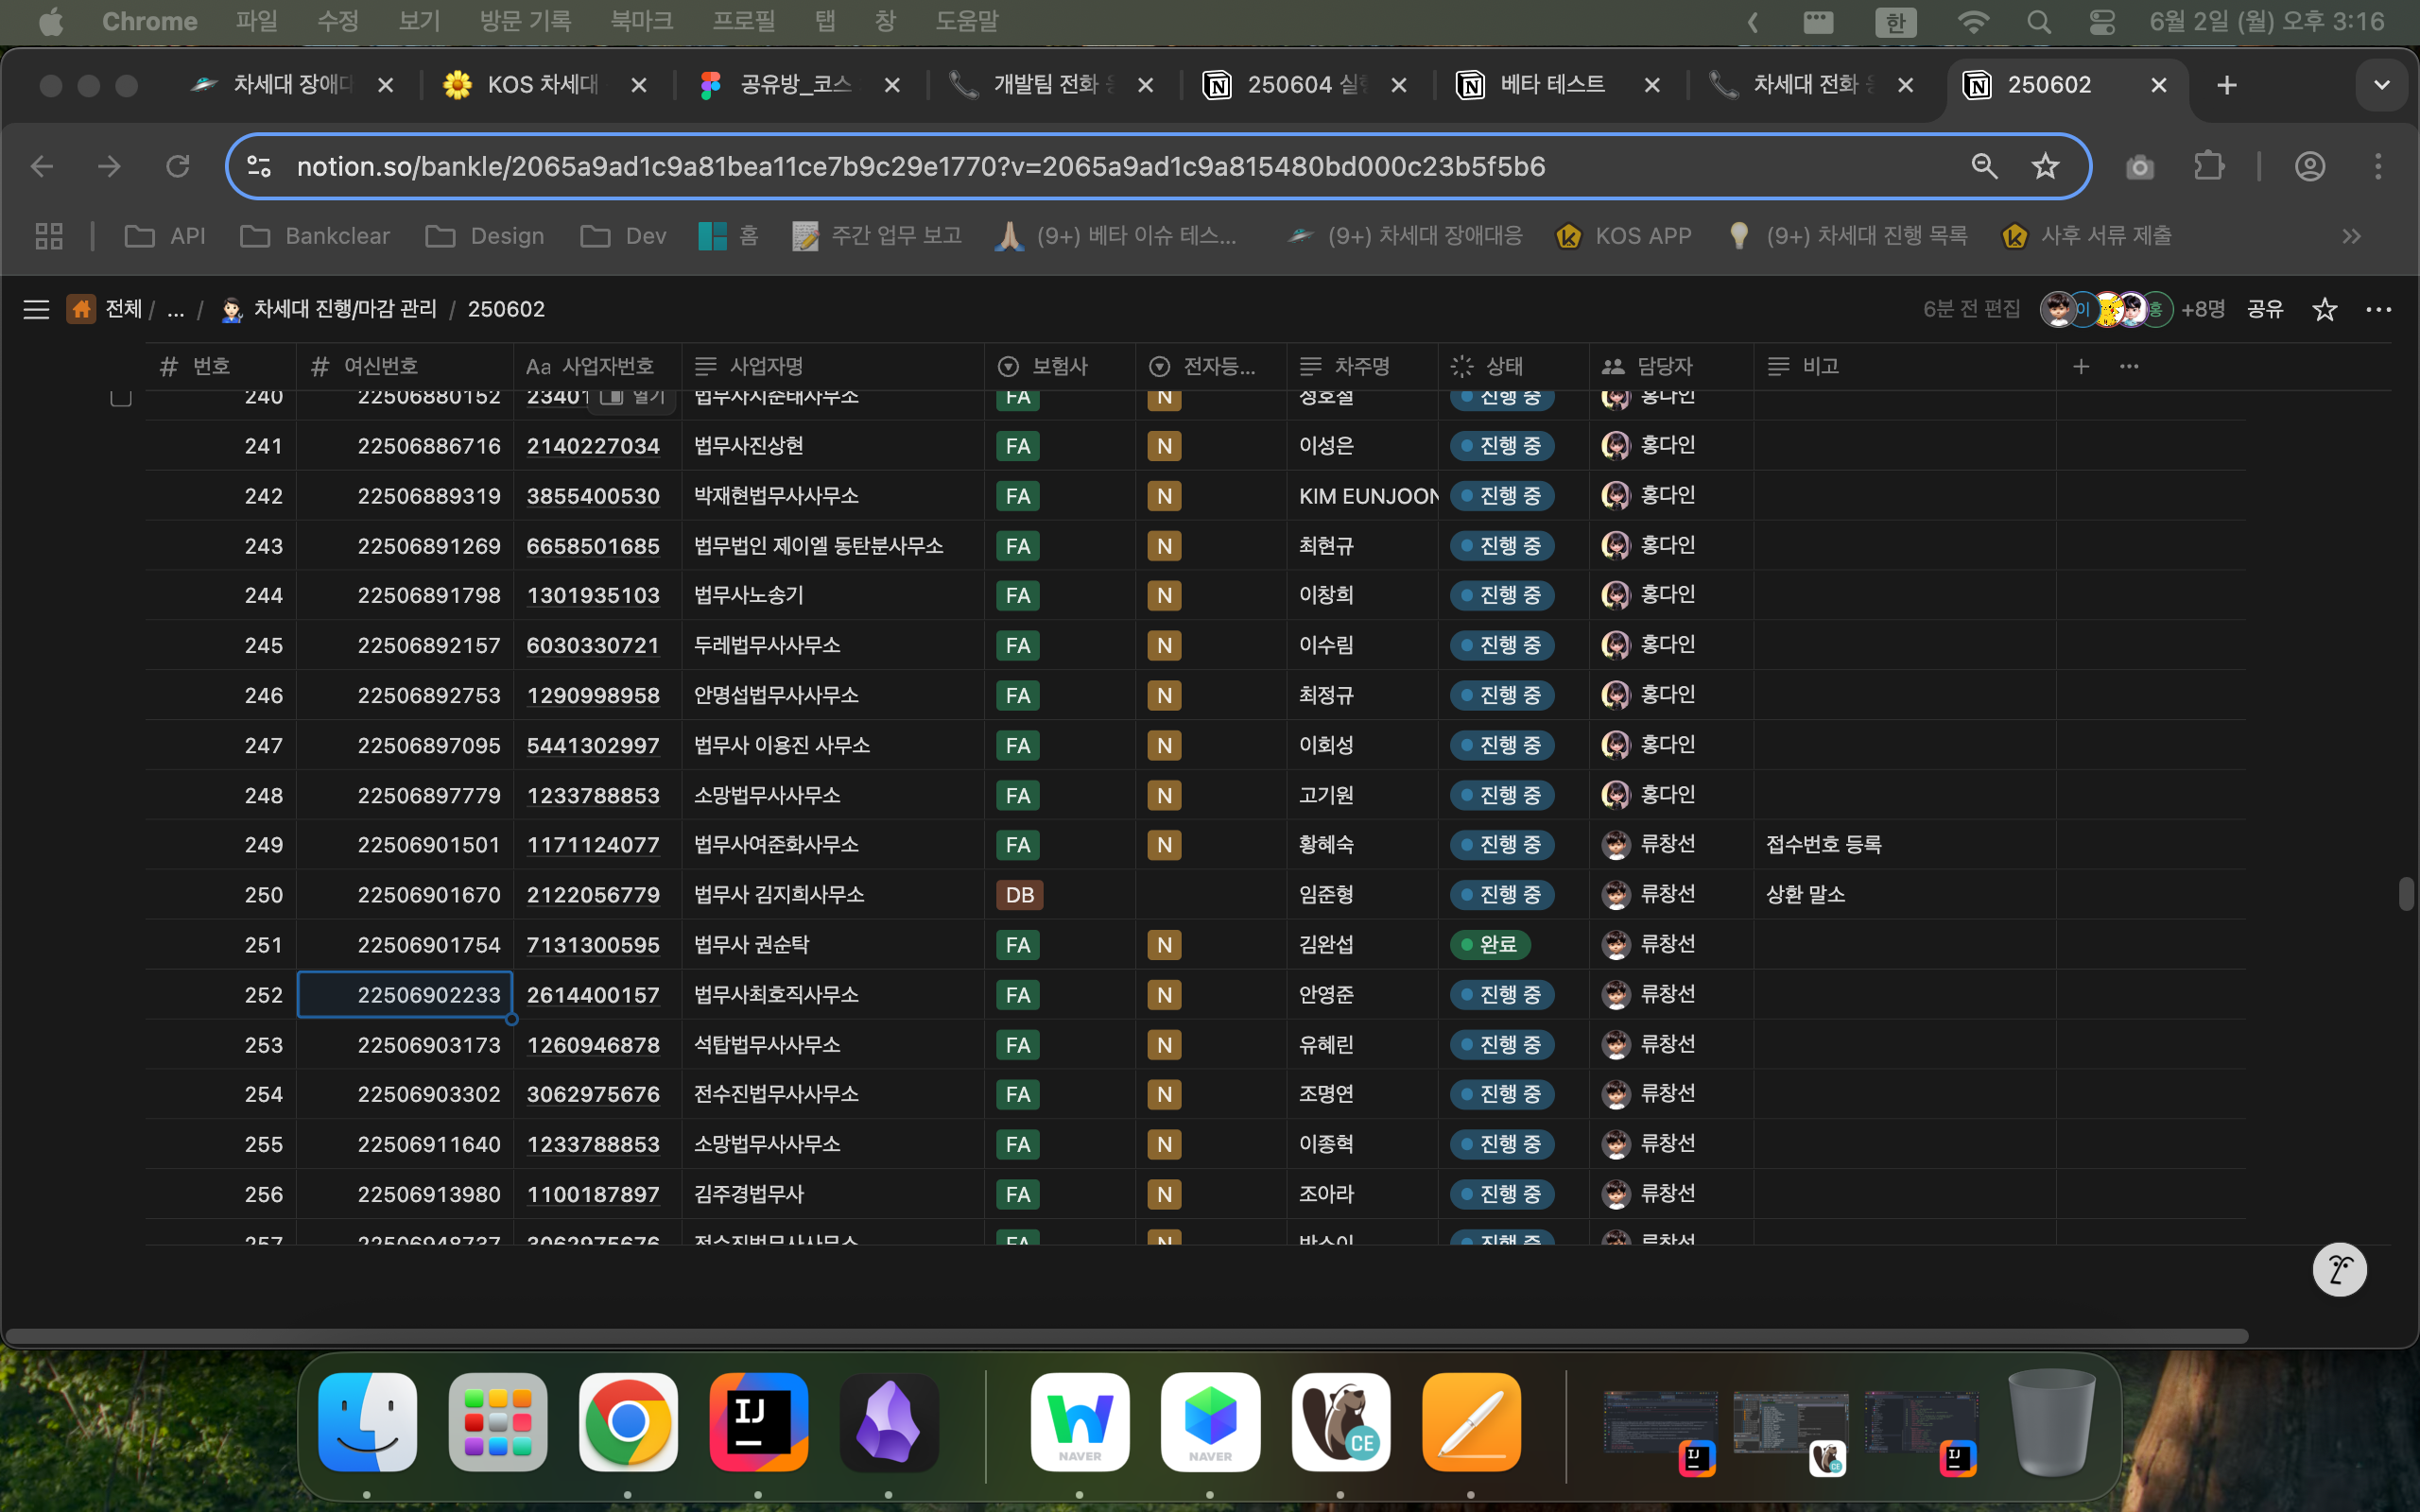 Chrome 파일 수정 보기 방문 기록 북마크 프로필 탭 창 도움말 한 6월 2일 (월) 오후 3:16
차세대 장애대 KOS 차세대 공유방_코스 개발팀 전화 250604 실행 베타 테스트 차세대 전화 250602
notion.so/bankle/2065a9ad1c9a81bea11ce7b9c29e1770?v=2065a9ad1c9a815480bd000c23b5f5b6
API Bankclear Design Dev 홈 주간 업무 보고 (9+) 베타 이슈 테스... (9+) 차세대 장애대응 KOS APP (9+) 차세대 진행 목록 사후 서류 제출
전체 / ... / 차세대 진행/마감 관리 / 250602 6분 전 편집 이 홍 +8명 공유
번호 여신번호 Aa 사업자번호 사업자명 보험사 전자등... 차주명 상태 담당자 비고
240 22506880152 23401 열기 법무사지준태사무소 FA N 정호철 진행 중 홍다인
241 22506886716 2140227034 법무사진상현 FA N 이성은 진행 중 홍다인
242 22506889319 3855400530 박재현법무사사무소 FA N KIM EUNJOON 진행 중 홍다인
243 22506891269 6658501685 법무법인 제이엘 동탄분사무소 FA N 최현규 진행 중 홍다인
244 22506891798 1301935103 법무사노송기 FA N 이창희 진행 중 홍다인
245 22506892157 6030330721 두레법무사사무소 FA N 이수림 진행 중 홍다인
246 22506892753 1290998958 안명섭법무사사무소 FA N 최정규 진행 중 홍다인
247 22506897095 5441302997 법무사 이용진 사무소 FA N 이회성 진행 중 홍다인
248 22506897779 1233788853 소망법무사사무소 FA N 고기원 진행 중 홍다인
249 22506901501 1171124077 법무사여준화사무소 FA N 황혜숙 진행 중 류창선 접수번호 등록
250 22506901670 2122056779 법무사 김지희사무소 DB 임준형 진행 중 류창선 상환 말소
251 22506901754 7131300595 법무사 권순탁 FA N 김완섭 완료 류창선
252 22506902233 2614400157 법무사최호직사무소 FA N 안영준 진행 중 류창선
253 22506903173 1260946878 석탑법무사사무소 FA N 유혜린 진행 중 류창선
254 22506903302 3062975676 전수진법무사사무소 FA N 조명연 진행 중 류창선
255 22506911640 1233788853 소망법무사사무소 FA N 이종혁 진행 중 류창선
256 22506913980 1100187897 김주경법무사 FA N 조아라 진행 중 류창선
257 22506948737 3062975676 전수진법무사사무소 FA N 진행 중 류창선
IJ NAVER NAVER CE IJ CE IJ